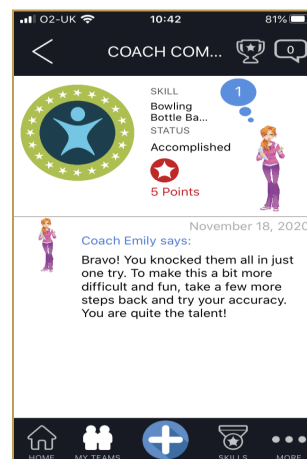 O2-UK 10:42 81%
COACH COM... 0
SKILL
Bowling
Bottle Ba...
STATUS
Accomplished
5 Points
1
November 18, 2020
Coach Emily says:
Bravo! You knocked them all in just
one try. To make this a bit more
difficult and fun, take a few more
steps back and try your accuracy.
You are quite the talent!
HOME MY TEAMS SKILLS MORE